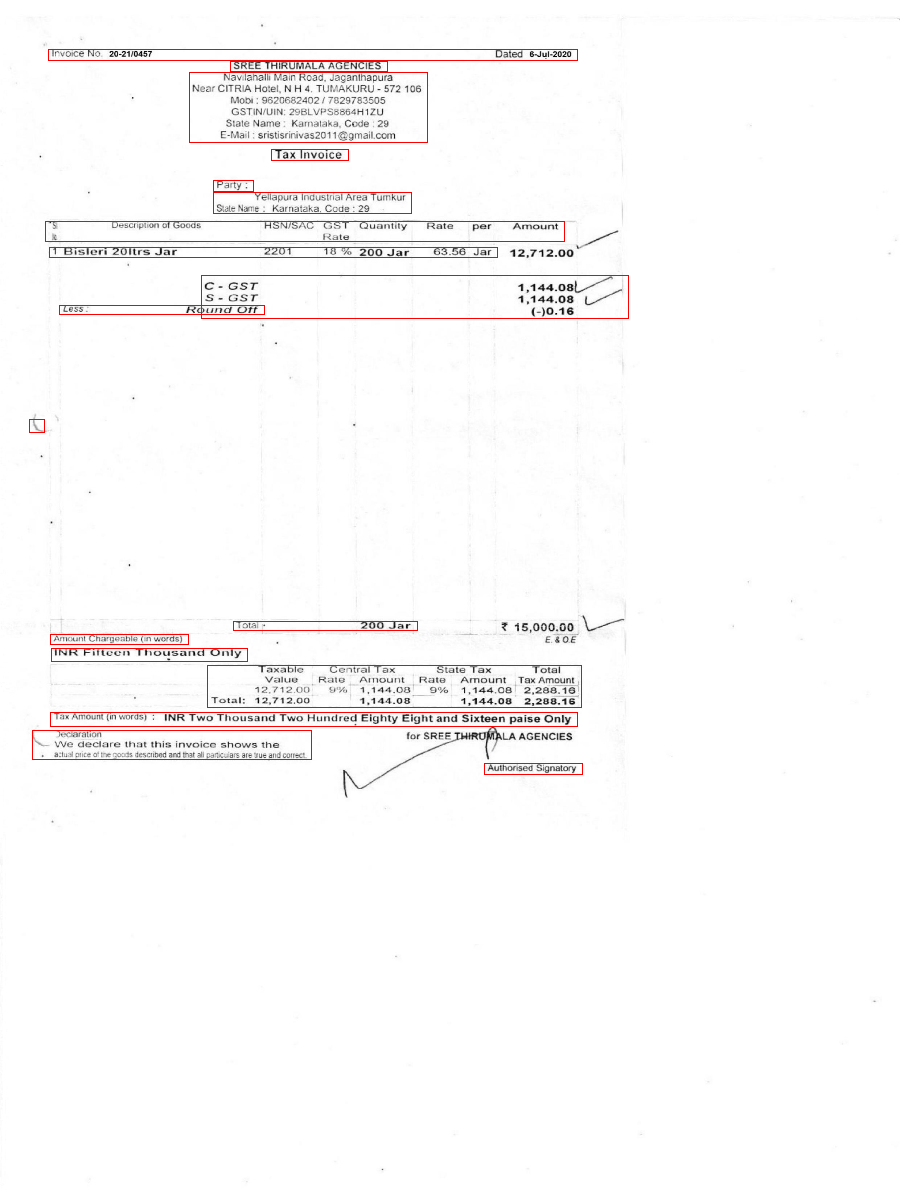 Invoice No. 20-21/0457 Dated 6-Jul-2020
SREE THIRUMALA AGENCIES
Navilahalli Main Road, Jaganthapura
Near CITRIA Hotel, N H 4. TUMAKURU - 572 106
Mobi : 9620682402 / 7829783505
GSTIN/UIN: 29BLVPS8864H1ZU
State Name : Karnataka, Code : 29
E-Mail : sristisrinivas2011@gmail.com
Tax Invoice
Party :
Yellapura Industrial Area Tumkur
State Name : Karnataka, Code : 29
Sl Description of Goods HSN/SAC GST Quantity Rate per Amount
Rate
1 Bisleri 20ltrs Jar 2201 18 % 200 Jar 63.56 Jar 12,712.00
C - GST 1,144.08
S - GST 1,144.08
Less : Round Off (-)0.16
Total 200 Jar ₹ 15,000.00
Amount Chargeable (in words) E. & O.E
INR Fifteen Thousand Only
Taxable Central Tax State Tax Total
Value Rate Amount Rate Amount Tax Amount
12,712.00 9% 1,144.08 9% 1,144.08 2,288.16
Total: 12,712.00 1,144.08 1,144.08 2,288.16
Tax Amount (in words) : INR Two Thousand Two Hundred Eighty Eight and Sixteen paise Only
Declaration for SREE THIRUMALA AGENCIES
We declare that this invoice shows the
actual price of the goods described and that all particulars are true and correct.
Authorised Signatory